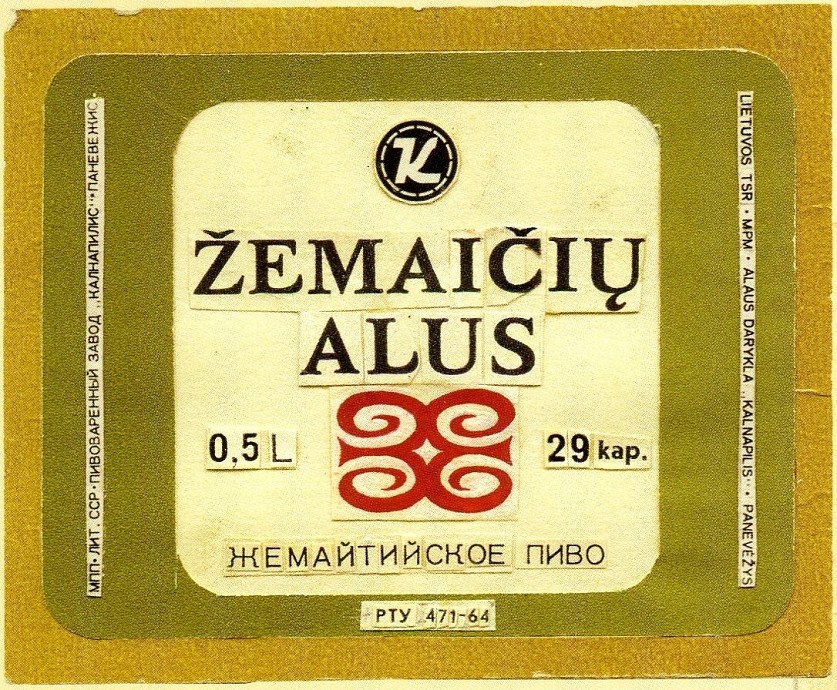 K
ŽEMAIČIŲ
ALUS
0,5 L
29 kap.
ЖЕМАЙТИЙСКОЕ ПИВО
РТУ 471-64
МПП • ЛИТ. ССР • ПИВОВАРЕННЫЙ ЗАВОД „КАЛНАПИЛИС“ • ПАНЕВЕЖИС
LIETUVOS TSR • MPM • ALAUS DARYKLA „KALNAPILIS“ • PANEVĖŽYS